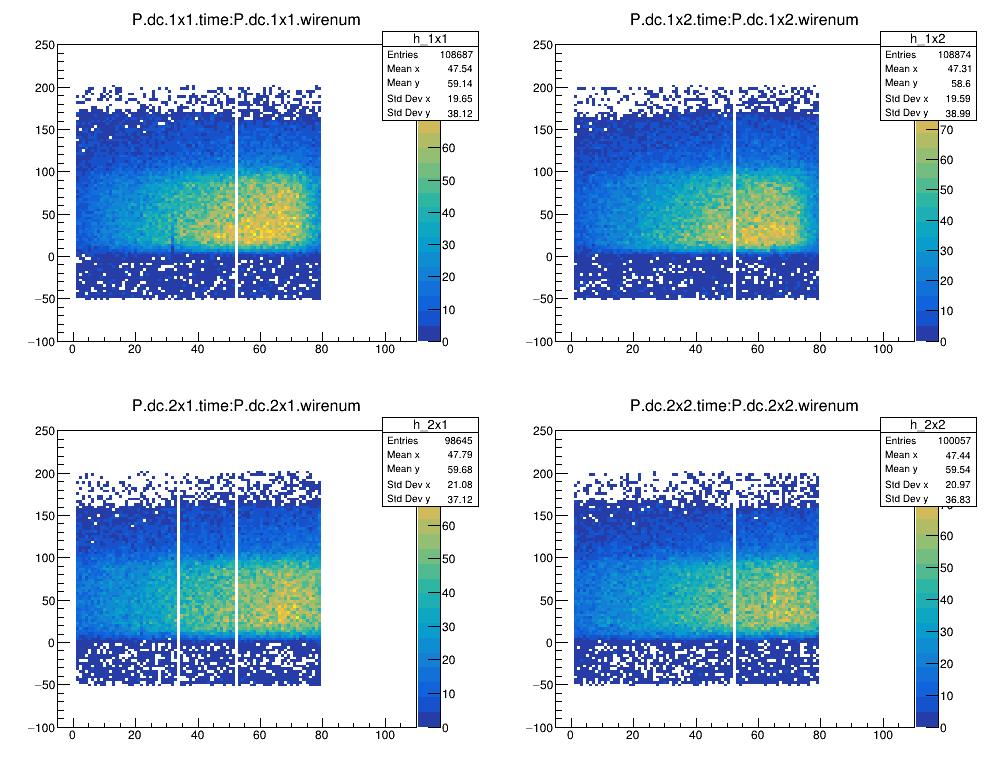 P.dc.1x1.time:P.dc.1x1.wirenum
h_1x1
Entries 108687
Mean x 47.54
Mean y 59.14
Std Dev x 19.65
Std Dev y 38.12
250
200
150
100
50
0
−50
−100
0 20 40 60 80 100
60
50
40
30
20
10
0
P.dc.1x2.time:P.dc.1x2.wirenum
h_1x2
Entries 108874
Mean x 47.31
Mean y 58.6
Std Dev x 19.59
Std Dev y 38.99
250
200
150
100
50
0
−50
−100
0 20 40 60 80 100
70
60
50
40
30
20
10
0
P.dc.2x1.time:P.dc.2x1.wirenum
h_2x1
Entries 98645
Mean x 47.79
Mean y 59.68
Std Dev x 21.08
Std Dev y 37.12
250
200
150
100
50
0
−50
−100
0 20 40 60 80 100
60
50
40
30
20
10
0
P.dc.2x2.time:P.dc.2x2.wirenum
h_2x2
Entries 100057
Mean x 47.44
Mean y 59.54
Std Dev x 20.97
Std Dev y 36.83
250
200
150
100
50
0
−50
−100
0 20 40 60 80 100
60
50
40
30
20
10
0